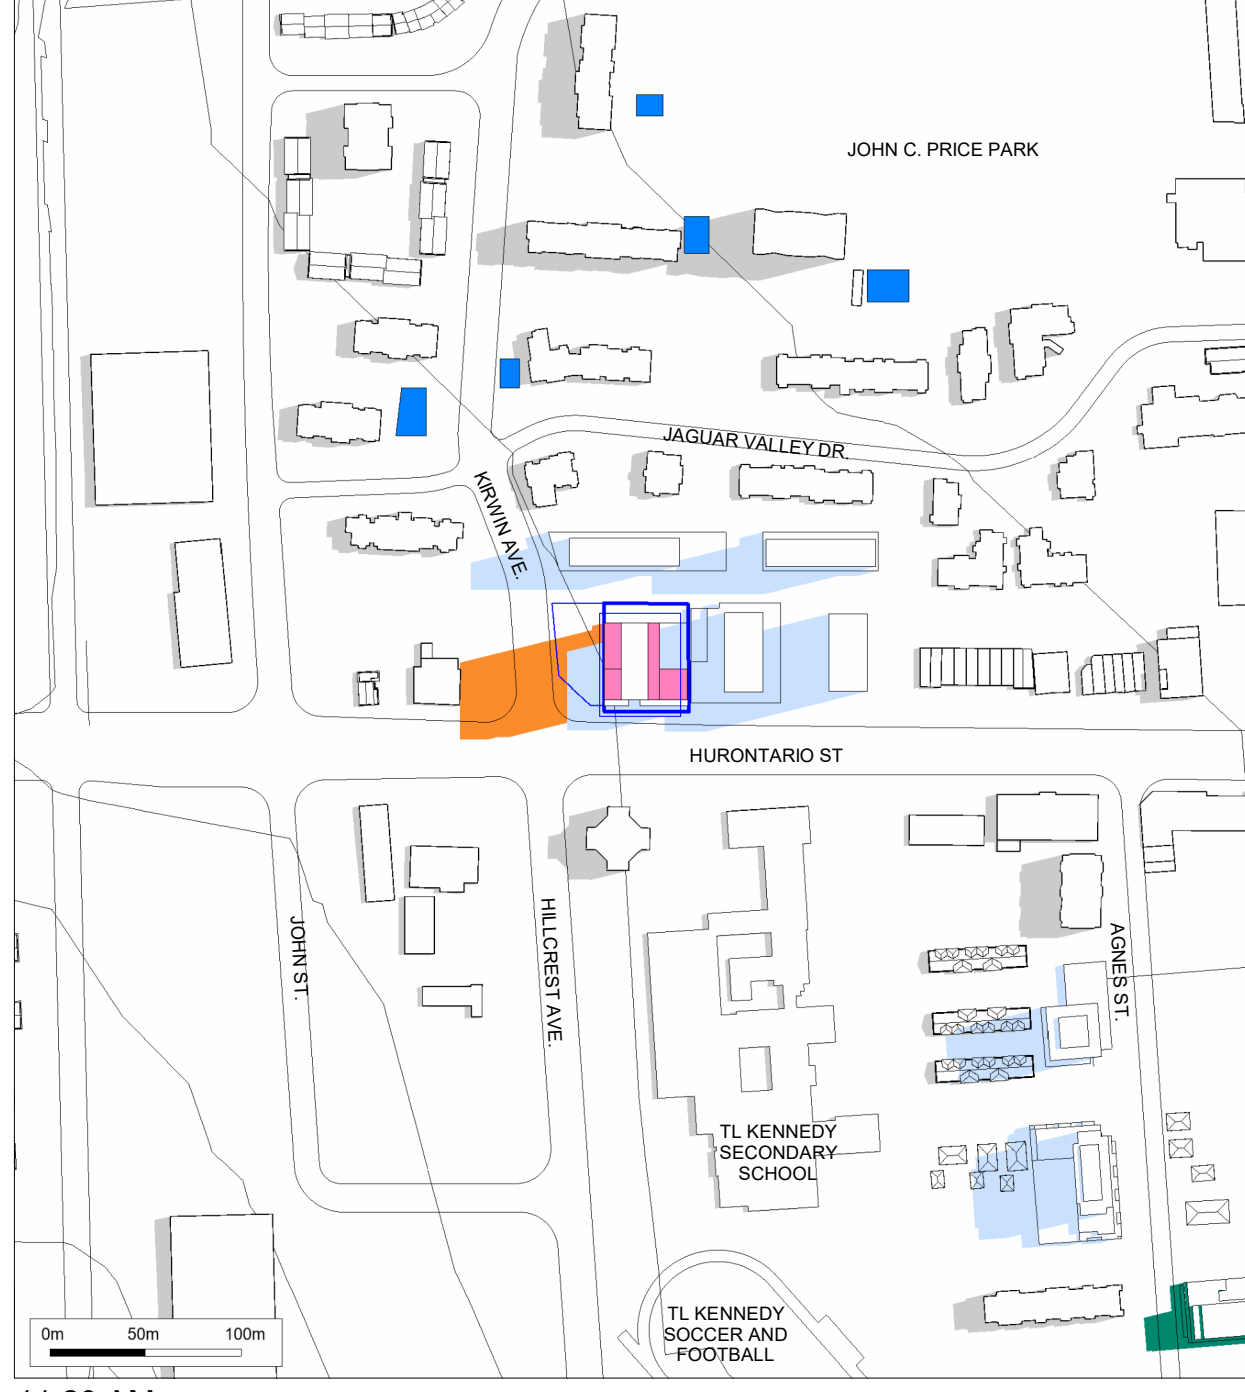 JOHN C. PRICE PARK
JAGUAR VALLEY DR.
KIRWIN AVE.
HURONTARIO ST
JOHN ST.
HILLCREST AVE.
AGNES ST.
TL KENNEDY
SECONDARY
SCHOOL
TL KENNEDY
SOCCER AND
FOOTBALL
0m 50m 100m